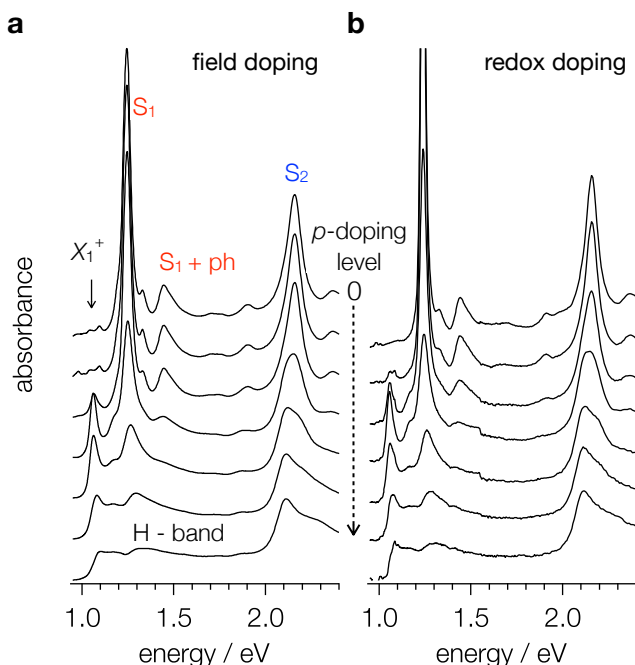 a
b
field doping
redox doping
S₁
S₂
X₁⁺
S₁ + ph
p-doping
level
0
absorbance
H - band
1.0 1.5 2.0
1.0 1.5 2.0
energy / eV
energy / eV